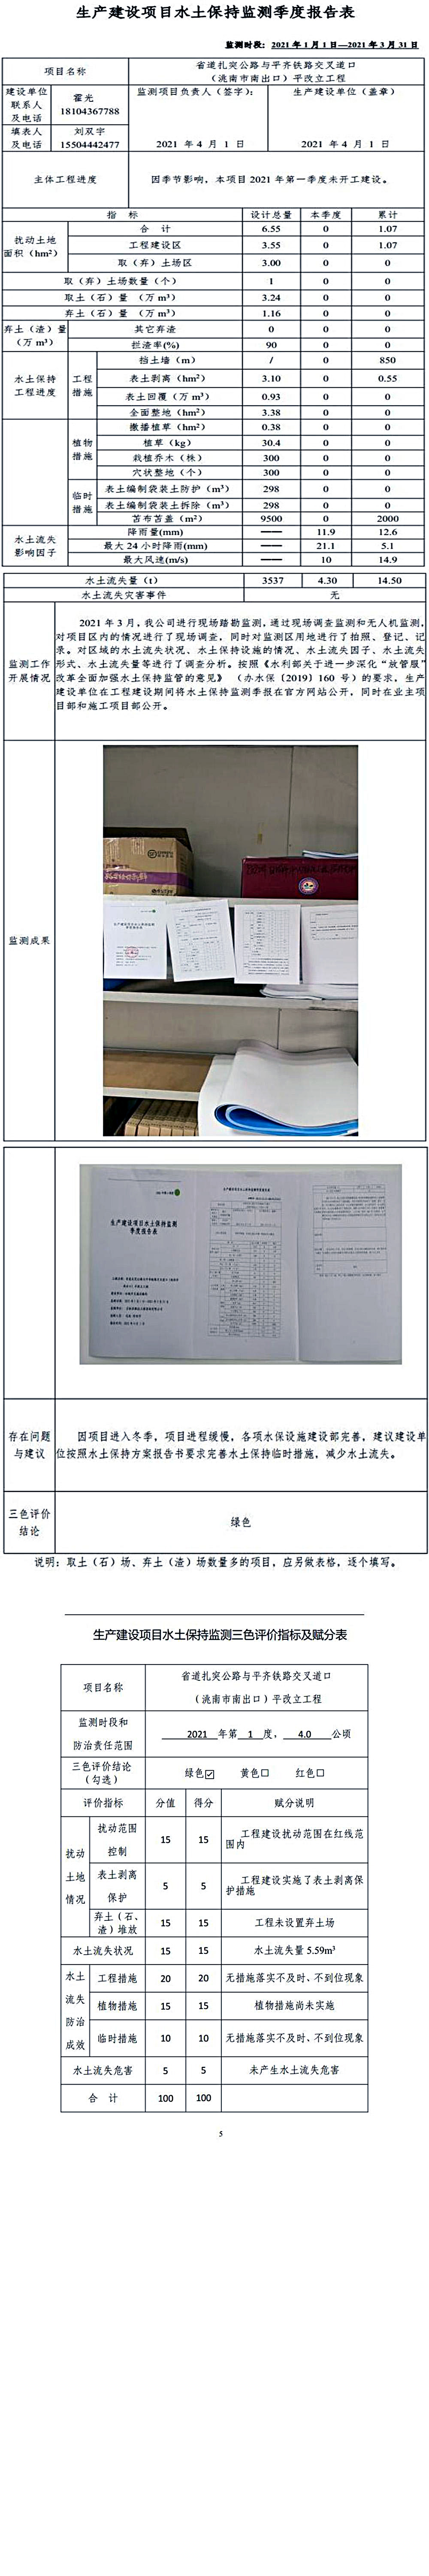 生产建设项目水土保持监测季度报告表
监测时段：2021 年 1 月 1 日—2021 年 3 月 31 日
项目名称
省道扎突公路与平齐铁路交叉道口
（洮南市南出口）平改立工程
建设单位
联系人
及电话
霍光
18104367788
监测项目负责人（签字）：
2021 年 4 月 1 日
生产建设单位（盖章）
2021 年 4 月 1 日
填表人
及电话
刘双宇
15504442477
主体工程进度
因季节影响，本项目 2021 年第一季度未开工建设。
指 标 设计总量 本季度 累计
扰动土地
面积（hm²）
合 计 6.55 0 1.07
工程建设区 3.55 0 1.07
取（弃）土场区 3.00 0 0
取（弃）土场数量（个） 1 0 0
取土（石）量 （万 m³） 3.24 0 0
弃土（石）量 （万 m³） 1.16 0 0
弃土（渣）量
（万 m³）
其它弃渣 0 0 0
拦渣率(%) 90 0 0
水土保持
工程进度
工程
措施
挡土墙（m） / 0 850
表土剥离（hm²） 3.10 0 0.55
表土回覆（万 m³） 0.93 0 0
全面整地（hm²） 3.38 0 0
植物
措施
撒播植草（hm²） 0.38 0 0
植草（kg） 30.4 0 0
栽植乔木（株） 300 0 0
穴状整地（个） 300 0 0
临时
措施
表土编制袋装土防护（m³） 298 0 0
表土编制袋装土拆除（m³） 298 0 0
苫布苫盖（m²） 9500 0 2000
水土流失
影响因子
降雨量(mm) —— 11.9 12.6
最大 24 小时降雨(mm) —— 21.1 5.1
最大风速(m/s) —— 10 14.9
水土流失量（t） 3537 4.30 14.50
水土流失灾害事件 无
监测工作
开展情况
2021 年 3 月，我公司进行现场踏勘监测，通过现场调查监测和无人机监测，
对项目区内的情况进行了现场调查，同时对监测区用地进行了拍照、登记、记
录。对区域的水土流失状况、水土保持设施的情况、水土流失因子、水土流失
形式、水土流失量等进行了调查分析。按照《水利部关于进一步深化“放管服”
改革全面加强水土保持监管的意见》（办水保〔2019〕160 号）的要求，生产
建设单位在工程建设期间将水土保持监测季报在官方网站公开，同时在业主项
目部和施工项目部公开。
监测成果
生产建设项目水土保持监测
季度报告表
生产建设项目水土保持监测
季度报告表
存在问题
与建议
因项目进入冬季，项目进程缓慢，各项水保设施建设部完善，建议建设单
位按照水土保持方案报告书要求完善水土保持临时措施，减少水土流失。
三色评价
结论
绿色
说明：取土（石）场、弃土（渣）场数量多的项目，应另做表格，逐个填写。
生产建设项目水土保持监测三色评价指标及赋分表
项目名称
省道扎突公路与平齐铁路交叉道口
（洮南市南出口）平改立工程
监测时段和
防治责任范围
2021 年第 1 度， 4.0 公顷
三色评价结论
（勾选）
绿色☑ 黄色□ 红色□
评价指标 分值 得分 赋分说明
扰动
土地
情况
扰动范围
控制
15 15 工程建设扰动范围在红线范
围内
表土剥离
保护
5 5 工程建设实施了表土剥离保
护措施
弃土（石、
渣）堆放
15 15 工程未设置弃土场
水土流失状况 15 15 水土流失量 5.59m³
水土
流失
防治
成效
工程措施 20 20 无措施落实不及时、不到位现象
植物措施 15 15 植物措施尚未实施
临时措施 10 10 无措施落实不及时、不到位现象
水土流失危害 5 5 未产生水土流失危害
合 计 100 100
5